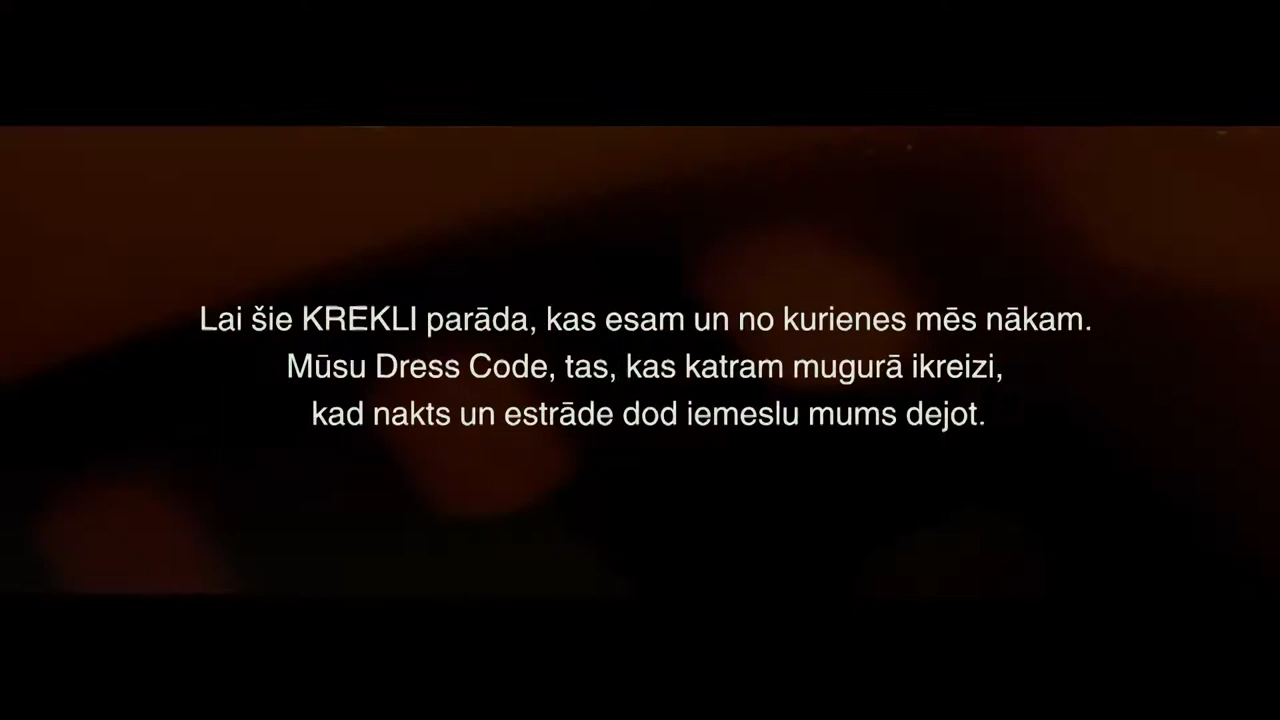 Lai šie KREKLI parāda, kas esam un no kurienes mēs nākam.
Mūsu Dress Code, tas, kas katram mugurā ikreizi,
kad nakts un estrāde dod iemeslu mums dejot.